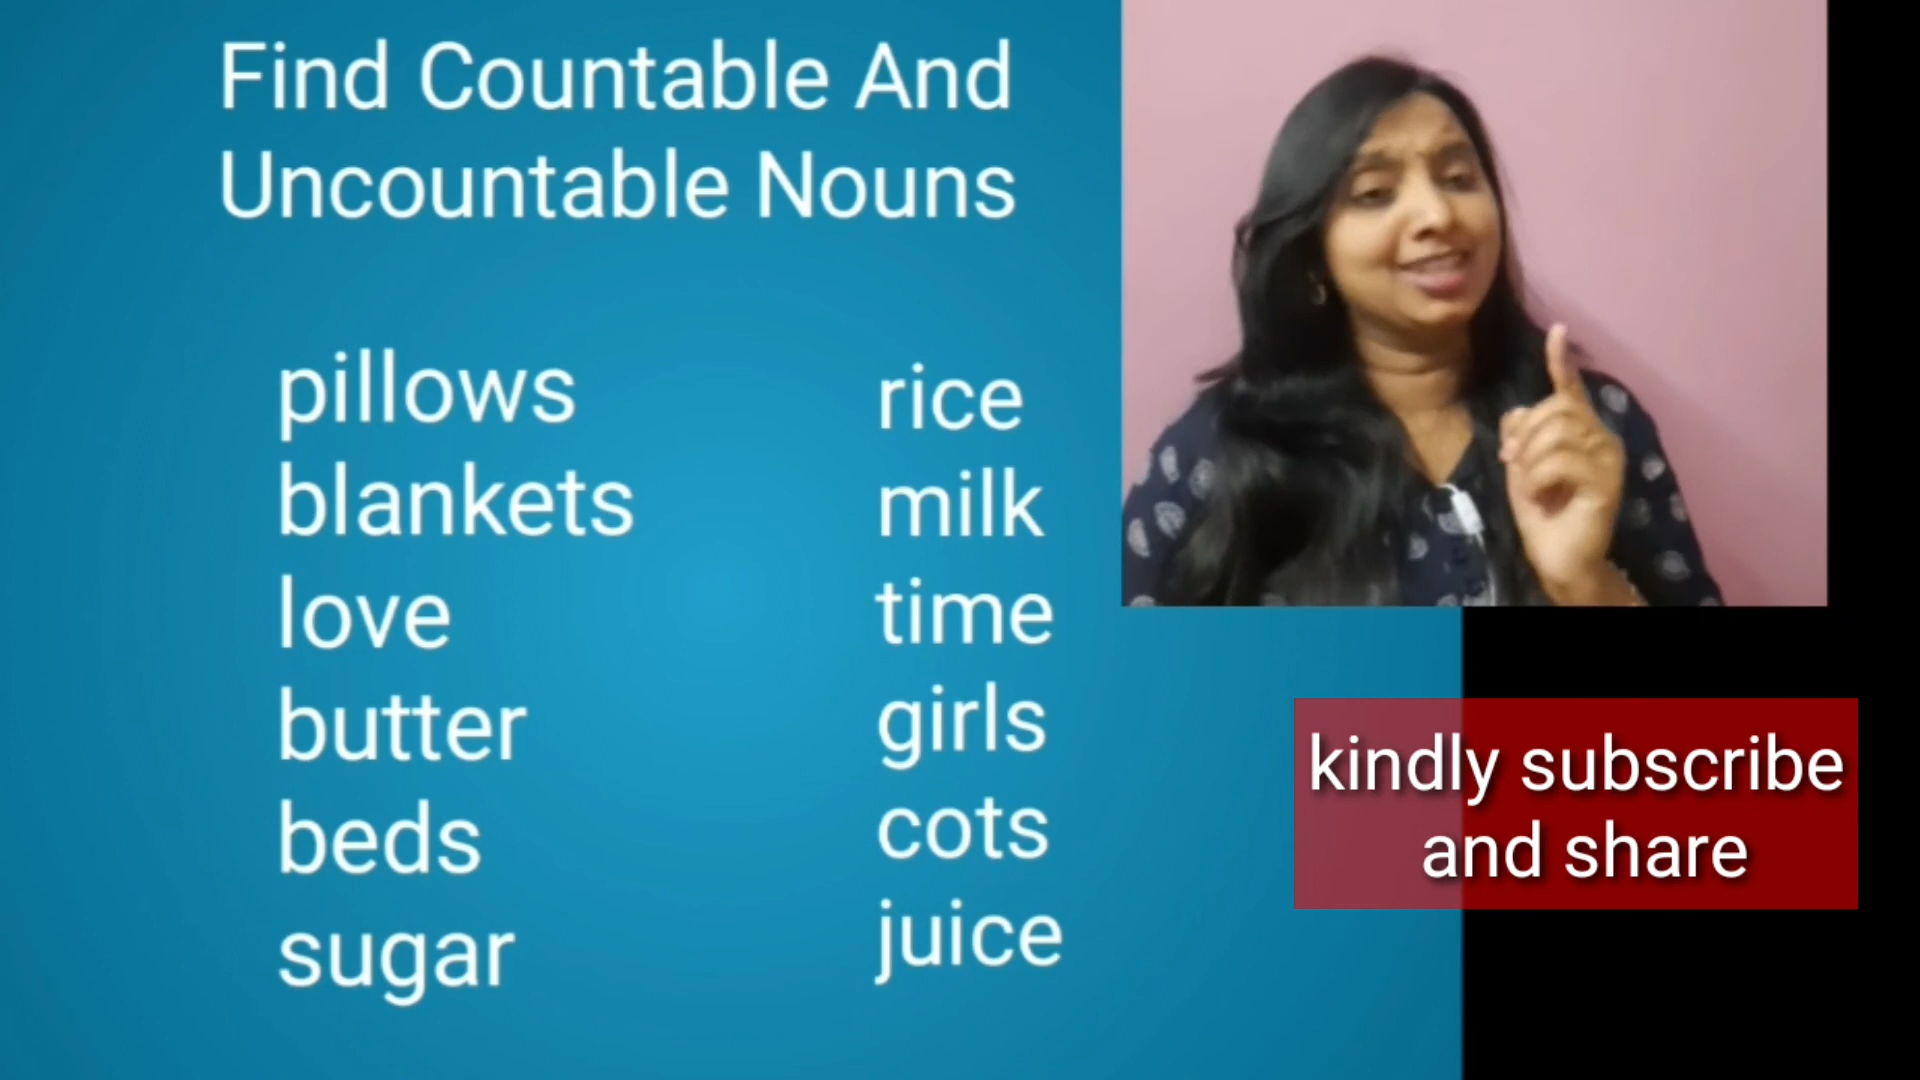 Find Countable And
Uncountable Nouns
pillows
blankets
love
butter
beds
sugar
rice
milk
time
girls
cots
juice
kindly subscribe
and share